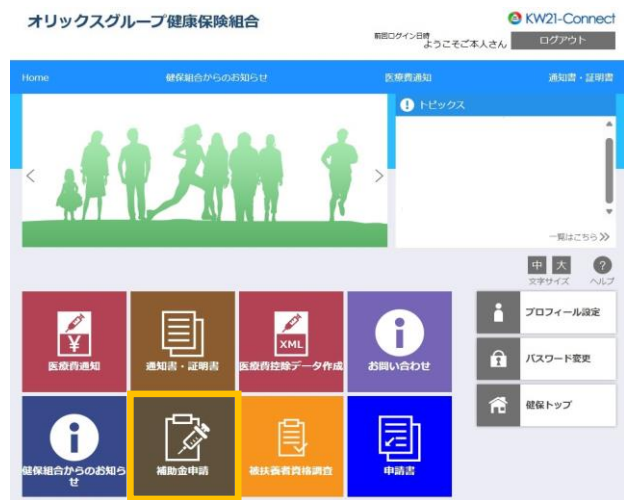 オリックスグループ健康保険組合
KW21-Connect
前回ログイン日時
ようこそご本人さん
ログアウト
Home
健保組合からのお知らせ
医療費通知
通知書・証明書
トピックス
一覧はこちら
中 大
文字サイズ
?
ヘルプ
¥
医療費通知
通知書・証明書
XML
医療費控除データ作成
お問い合わせ
プロフィール設定
パスワード変更
健保トップ
健保組合からのお知ら
せ
補助金申請
被扶養者資格調査
申請書